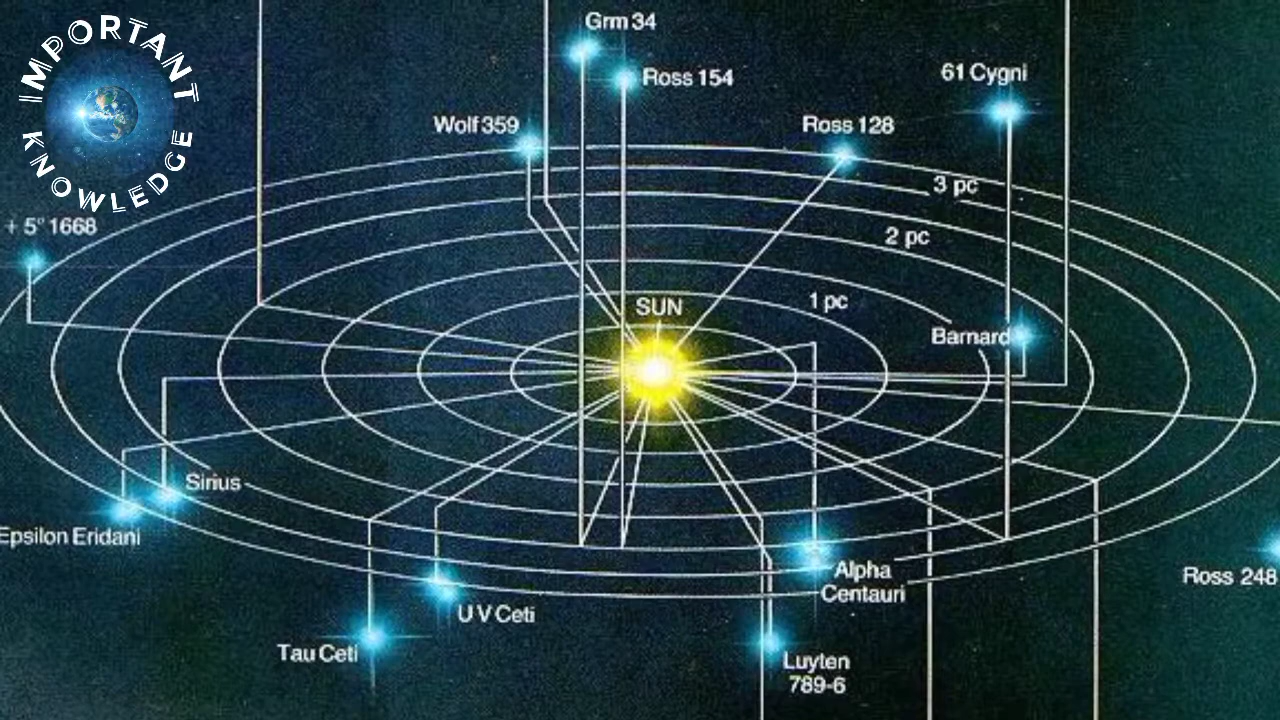 IMPORTANT
KNOWLEDGE
Grm 34
Ross 154
61 Cygni
Wolf 359
Ross 128
3 pc
+ 5° 1668
2 pc
1 pc
SUN
Barnard
Sirius
Epsilon Eridani
Alpha
Centauri
Ross 248
U V Ceti
Tau Ceti
Luyten
789-6